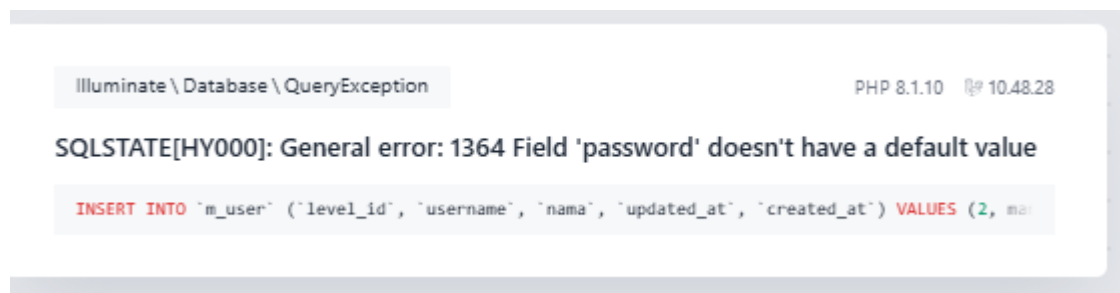 Illuminate \ Database \ QueryException
PHP 8.1.10 10.48.28
SQLSTATE[HY000]: General error: 1364 Field 'password' doesn't have a default value
INSERT INTO `m_user` (`level_id`, `username`, `nama`, `updated_at`, `created_at`) VALUES (2,